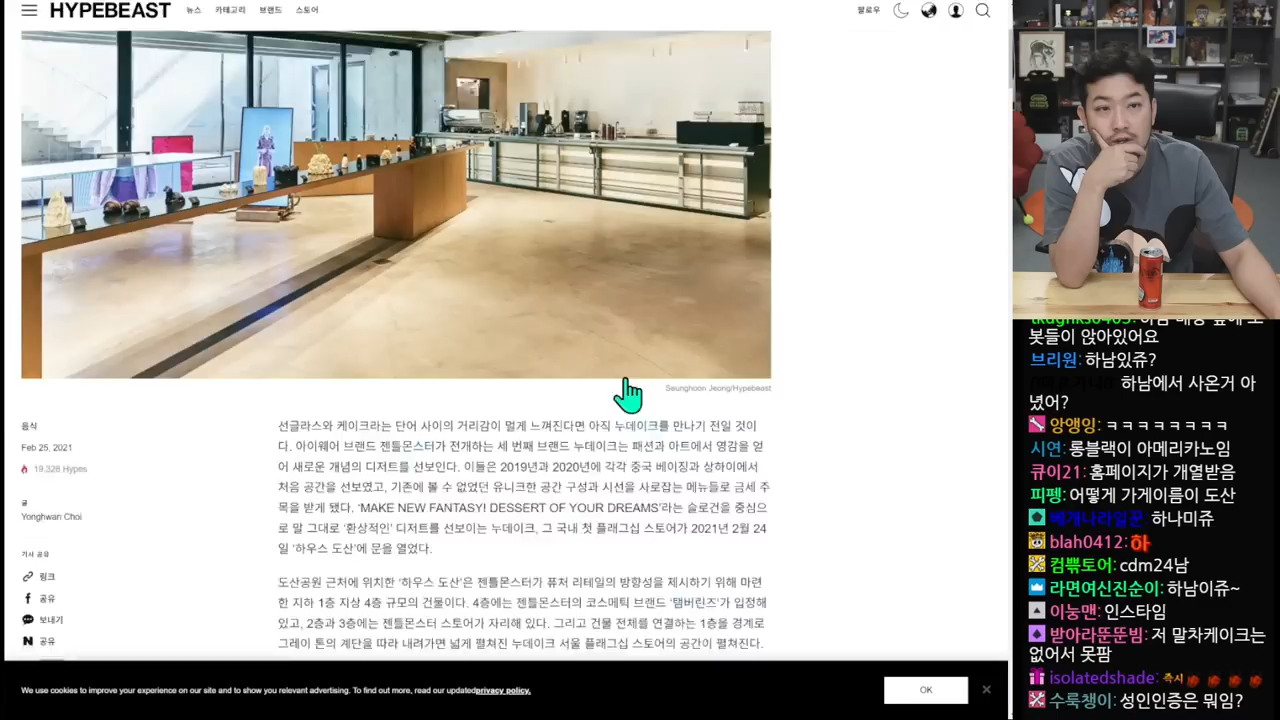 HYPEBEAST
뉴스 카테고리 브랜드 스토어
팔로우
Seunghoon Jeong/Hypebeast
음식
Feb 25, 2021
19,328 Hypes
글
Yonghwan Choi
기사 공유
링크
공유
보내기
공유
선글라스와 케이크라는 단어 사이의 거리감이 멀게 느껴진다면 아직 누데이크를 만나기 전일 것이
다. 아이웨어 브랜드 젠틀몬스터가 전개하는 세 번째 브랜드 누데이크는 패션과 아트에서 영감을 얻
어 새로운 개념의 디저트를 선보인다. 이들은 2019년과 2020년에 각각 중국 베이징과 상하이에서
처음 공간을 선보였고, 기존에 볼 수 없었던 유니크한 공간 구성과 시선을 사로잡는 메뉴들로 금세 주
목을 받게 됐다. ‘MAKE NEW FANTASY! DESSERT OF YOUR DREAMS’라는 슬로건을 중심으
로 말 그대로 ‘환상적인’ 디저트를 선보이는 누데이크, 그 국내 첫 플래그십 스토어가 2021년 2월 24
일 ‘하우스 도산’에 문을 열었다.
도산공원 근처에 위치한 ‘하우스 도산’은 젠틀몬스터가 퓨처 리테일의 방향성을 제시하기 위해 마련
한 지하 1층 지상 4층 규모의 건물이다. 4층에는 젠틀몬스터의 코스메틱 브랜드 ‘탬버린즈’가 입점해
있고, 2층과 3층에는 젠틀몬스터 스토어가 자리해 있다. 그리고 건물 전체를 연결하는 1층을 경계로
그레이 톤의 계단을 따라 내려가면 넓게 펼쳐진 누데이크 서울 플래그십 스토어의 공간이 펼쳐진다.
We use cookies to improve your experience on our site and to show you relevant advertising. To find out more, read our updated privacy policy.
OK
봇들이 앉아있어요
브리원: 하남있쥬?
하남에서 사온거 아
녔어?
앙앵잉: ㅋㅋㅋㅋㅋㅋㅋㅋ
시연: 롱블랙이 아메리카노임
큐이21: 홈페이지가 개열받음
피펭: 어떻게 가게이름이 도산
베개나라일꾼: 하나미쥬
blah0412: 하
컴쀾토어: cdm24남
라면여신진순이: 하남이쥬~
이눙맨: 인스타임
받아라뚠뚠빔: 저 말차케이크는
없어서 못팜
isolatedshade: 즉시
수룩챙이: 성인인증은 뭐임?